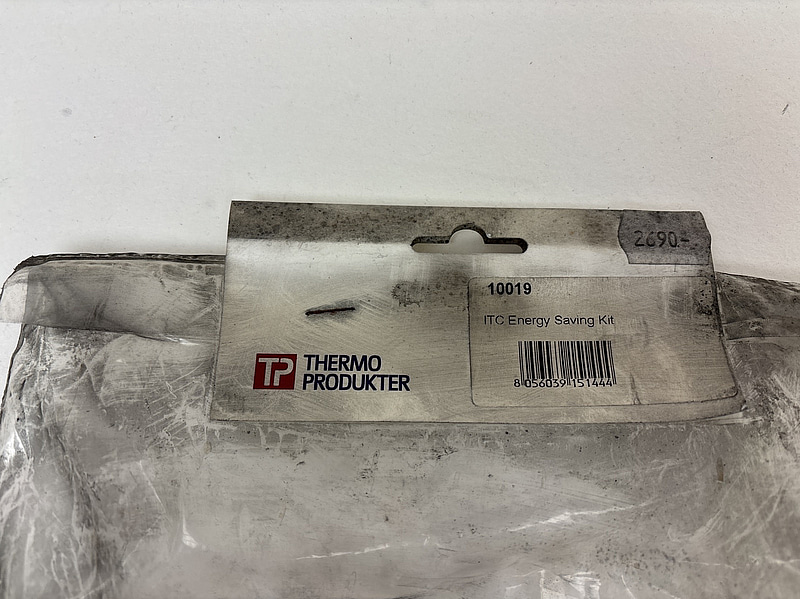 2690-
10019
ITC Energy Saving Kit
8 056039 151444
TP THERMO
PRODUKTER